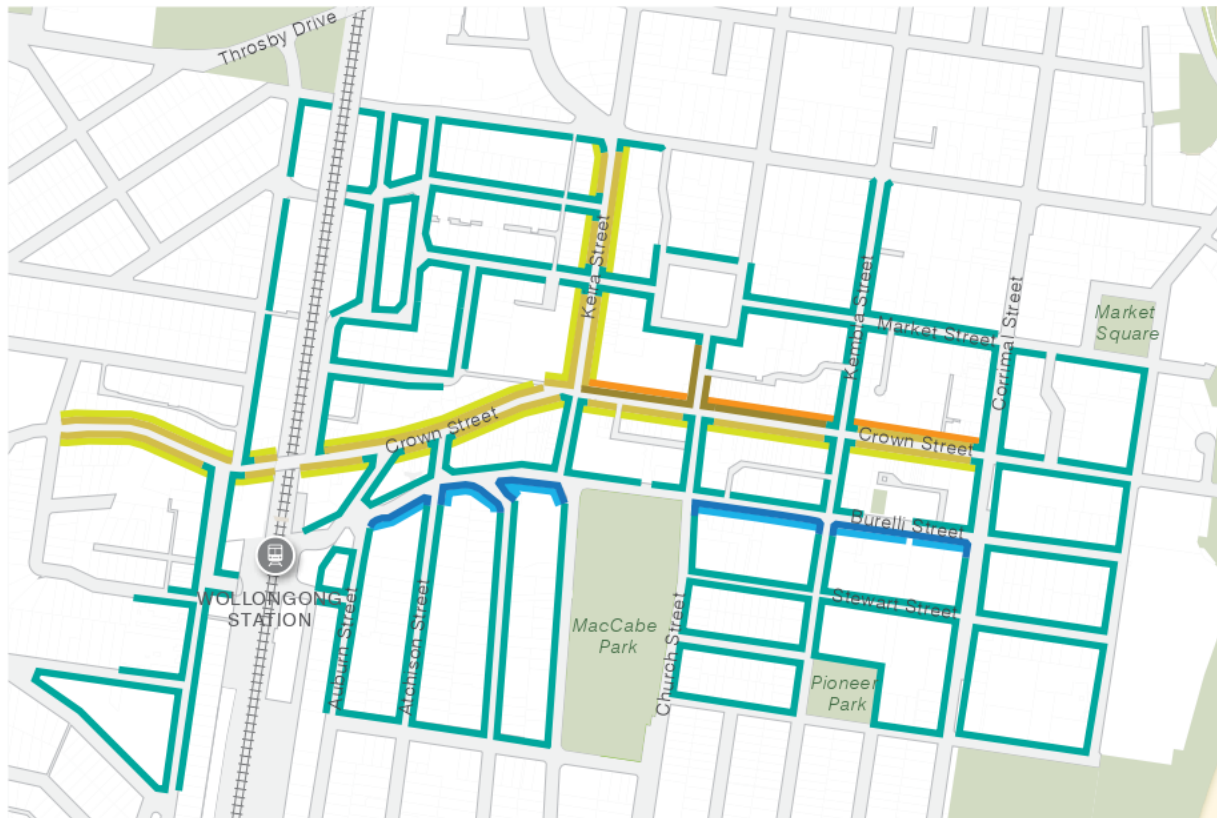 Throsby Drive
Keira Street
Kembla Street
Corrimal Street
Market
Square
Market Street
Crown Street
Crown Street
Burelli Street
WOLLONGONG
STATION
Auburn Street
Atchison Street
MacCabe
Park
Church Street
Stewart Street
Pioneer
Park